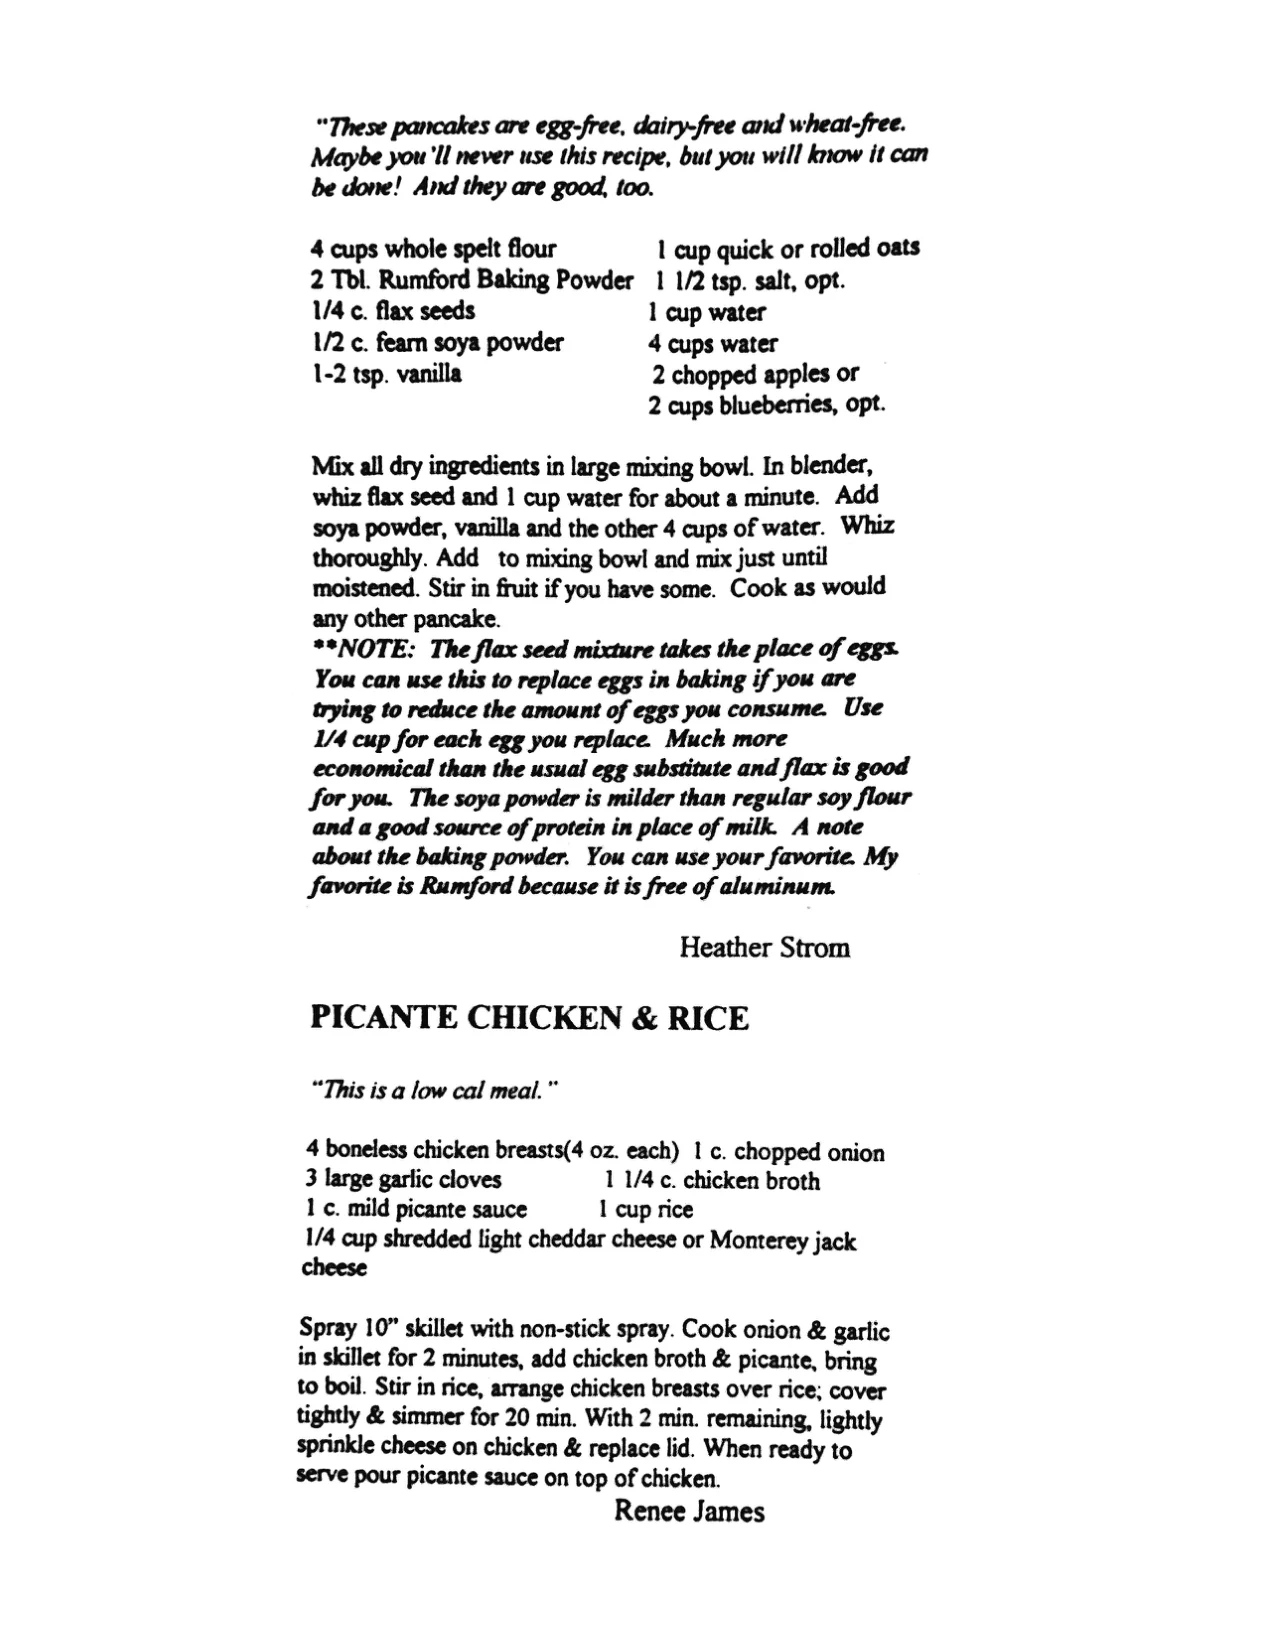 "These pancakes are egg-free, dairy-free and wheat-free.
Maybe you'll never use this recipe, but you will know it can
be done! And they are good, too.
4 cups whole spelt flour 1 cup quick or rolled oats
2 Tbl. Rumford Baking Powder 1 1/2 tsp. salt, opt.
1/4 c. flax seeds 1 cup water
1/2 c. fearn soya powder 4 cups water
1-2 tsp. vanilla 2 chopped apples or
2 cups blueberries, opt.
Mix all dry ingredients in large mixing bowl. In blender,
whiz flax seed and 1 cup water for about a minute. Add
soya powder, vanilla and the other 4 cups of water. Whiz
thoroughly. Add to mixing bowl and mix just until
moistened. Stir in fruit if you have some. Cook as would
any other pancake.
**NOTE: The flax seed mixture takes the place of eggs.
You can use this to replace eggs in baking if you are
trying to reduce the amount of eggs you consume. Use
1/4 cup for each egg you replace. Much more
economical than the usual egg substitute and flax is good
for you. The soya powder is milder than regular soy flour
and a good source of protein in place of milk. A note
about the baking powder. You can use your favorite. My
favorite is Rumford because it is free of aluminum.
Heather Strom
PICANTE CHICKEN & RICE
"This is a low cal meal."
4 boneless chicken breasts(4 oz. each) 1 c. chopped onion
3 large garlic cloves 1 1/4 c. chicken broth
1 c. mild picante sauce 1 cup rice
1/4 cup shredded light cheddar cheese or Monterey jack
cheese
Spray 10" skillet with non-stick spray. Cook onion & garlic
in skillet for 2 minutes, add chicken broth & picante, bring
to boil. Stir in rice, arrange chicken breasts over rice; cover
tightly & simmer for 20 min. With 2 min. remaining, lightly
sprinkle cheese on chicken & replace lid. When ready to
serve pour picante sauce on top of chicken.
Renee James